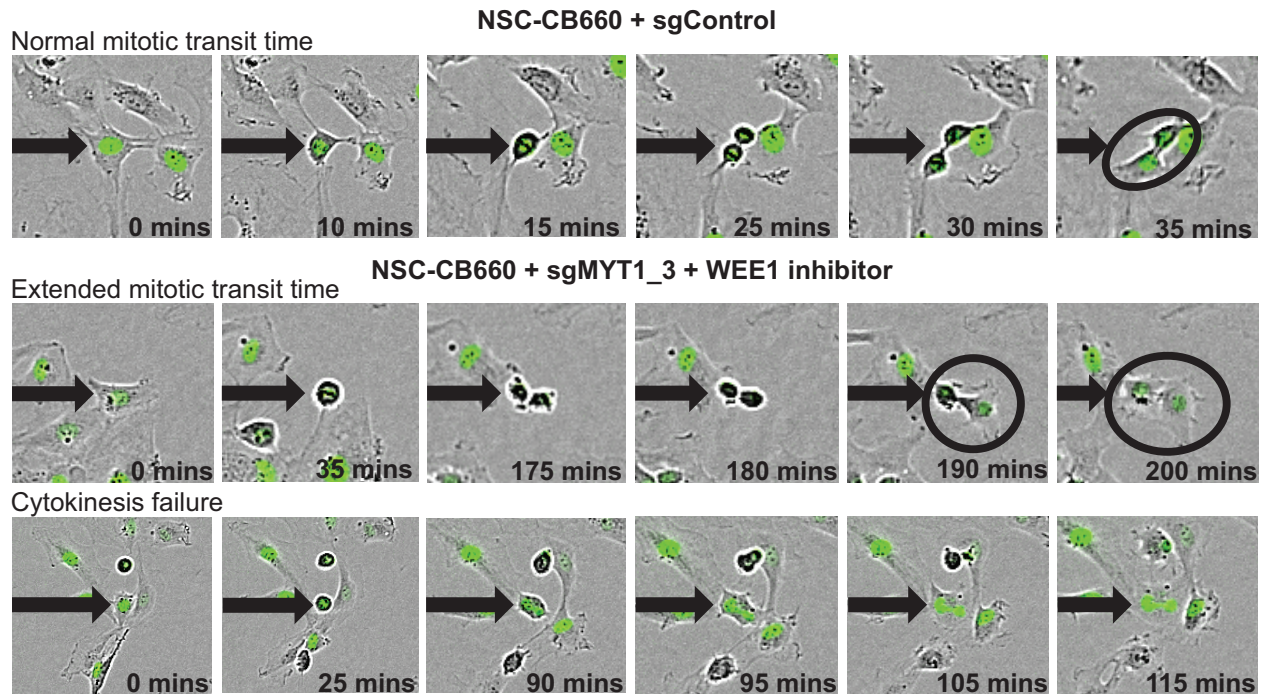 NSC-CB660 + sgControl
Normal mitotic transit time
0 mins
10 mins
15 mins
25 mins
30 mins
35 mins
NSC-CB660 + sgMYT1_3 + WEE1 inhibitor
Extended mitotic transit time
0 mins
35 mins
175 mins
180 mins
190 mins
200 mins
Cytokinesis failure
0 mins
25 mins
90 mins
95 mins
105 mins
115 mins